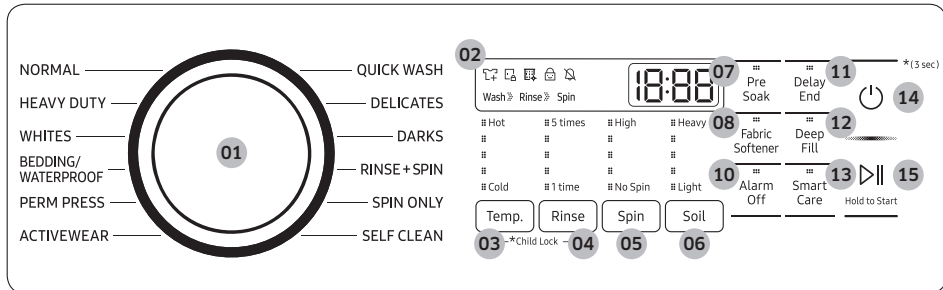 NORMAL
HEAVY DUTY
WHITES
BEDDING/
WATERPROOF
PERM PRESS
ACTIVEWEAR
01
QUICK WASH
DELICATES
DARKS
RINSE+SPIN
SPIN ONLY
SELF CLEAN
02
Wash Rinse Spin
18:88
Hot 5 times High Heavy
Cold 1 time No Spin Light
Temp. Rinse Spin Soil
03 *Child Lock 04 05 06
07 Pre
Soak
Delay
End
11
08 Fabric
Softener
Deep
Fill
12
10 Alarm
Off
Smart
Care
13
*(3 sec)
14
15
Hold to Start